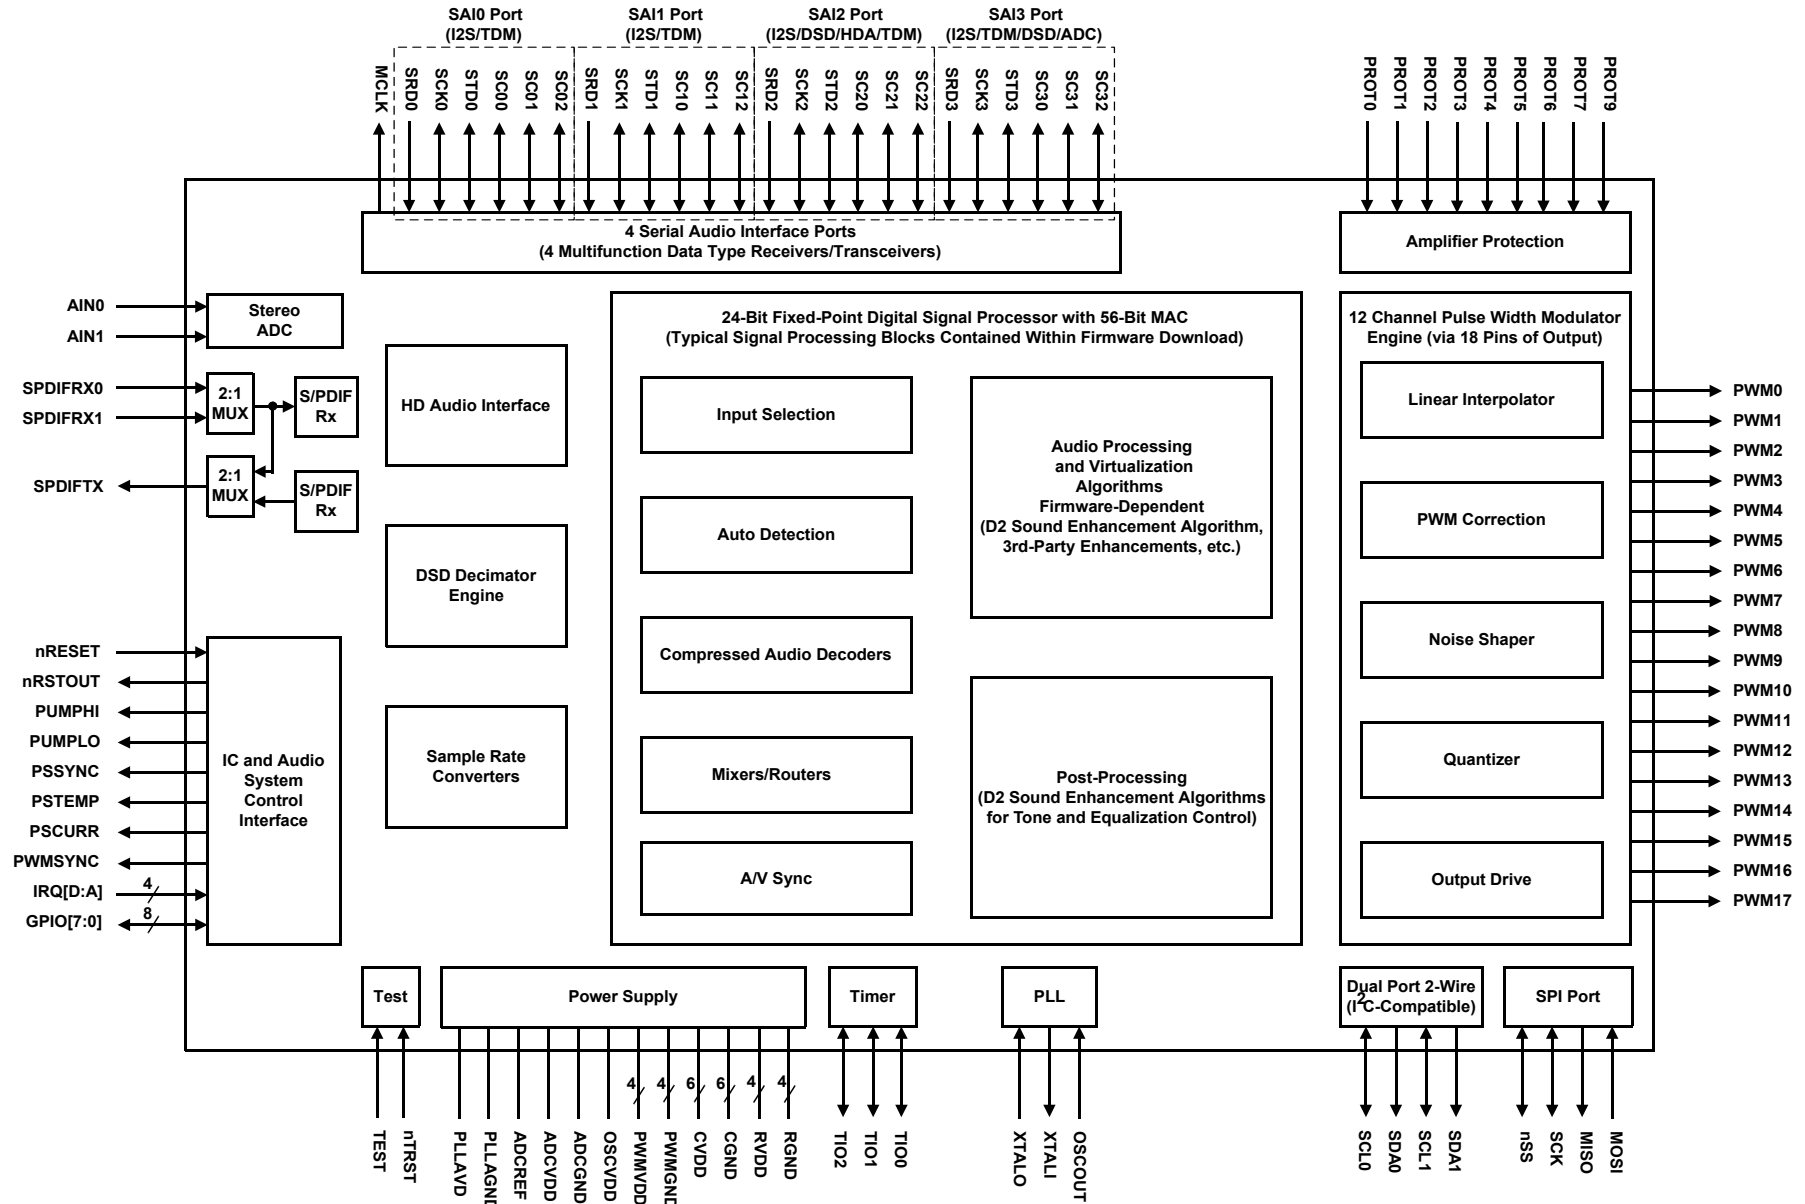 SAI0 Port
(I2S/TDM)
SAI1 Port
(I2S/TDM)
SAI2 Port
(I2S/DSD/HDA/TDM)
SAI3 Port
(I2S/TDM/DSD/ADC)
MCLK
SRD0
SCK0
STD0
SC00
SC01
SC02
SRD1
SCK1
STD1
SC10
SC11
SC12
SRD2
SCK2
STD2
SC20
SC21
SC22
SRD3
SCK3
STD3
SC30
SC31
SC32
PROT0
PROT1
PROT2
PROT3
PROT4
PROT5
PROT6
PROT7
PROT9
4 Serial Audio Interface Ports
(4 Multifunction Data Type Receivers/Transceivers)
Amplifier Protection
AIN0
AIN1
Stereo
ADC
SPDIFRX0
SPDIFRX1
2:1
MUX
S/PDIF
Rx
SPDIFTX
2:1
MUX
S/PDIF
Rx
HD Audio Interface
DSD Decimator
Engine
Sample Rate
Converters
24-Bit Fixed-Point Digital Signal Processor with 56-Bit MAC
(Typical Signal Processing Blocks Contained Within Firmware Download)
Input Selection
Auto Detection
Compressed Audio Decoders
Mixers/Routers
A/V Sync
Audio Processing
and Virtualization
Algorithms
Firmware-Dependent
(D2 Sound Enhancement Algorithm,
3rd-Party Enhancements, etc.)
Post-Processing
(D2 Sound Enhancement Algorithms
for Tone and Equalization Control)
12 Channel Pulse Width Modulator
Engine (via 18 Pins of Output)
Linear Interpolator
PWM Correction
Noise Shaper
Quantizer
Output Drive
PWM0
PWM1
PWM2
PWM3
PWM4
PWM5
PWM6
PWM7
PWM8
PWM9
PWM10
PWM11
PWM12
PWM13
PWM14
PWM15
PWM16
PWM17
nRESET
nRSTOUT
PUMPHI
PUMPLO
PSSYNC
PSTEMP
PSCURR
PWMSYNC
IRQ[D:A]
4
GPIO[7:0]
8
IC and Audio
System
Control
Interface
Test
Power Supply
Timer
PLL
Dual Port 2-Wire
(I2C-Compatible)
SPI Port
4
4
6
6
4
4
TEST
nTRST
PLLAVD
PLLAGND
ADCREF
ADCVDD
ADCGND
OSCVDD
PWMVDD
PWMGND
CVDD
CGND
RVDD
RGND
TIO2
TIO1
TIO0
XTALO
XTALI
OSCOUT
SCL0
SDA0
SCL1
SDA1
nSS
SCK
MISO
MOSI